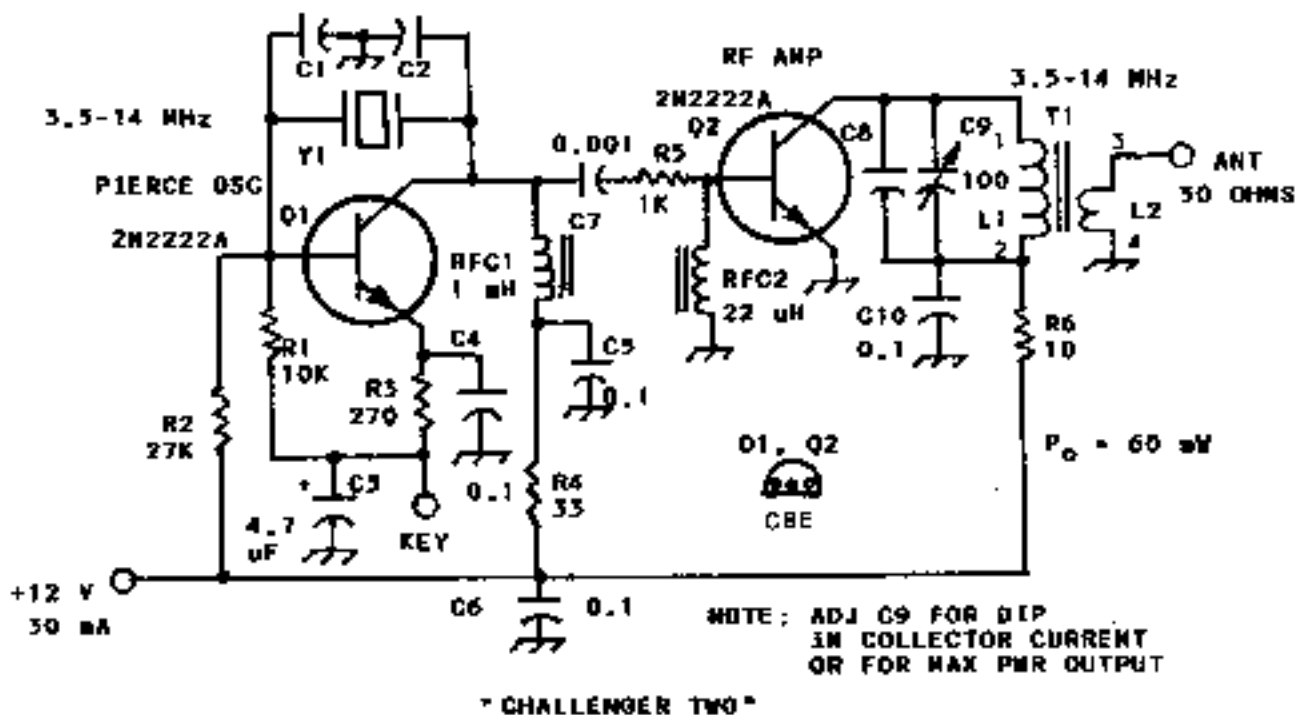 C1
C2
RF AMP
3.5-14 MHz
2N2222A
3.5-14 MHz
Y1
Q2
C8
C9
T1
1
3
0.001
R5
ANT
PIERCE OSC
Q1
1K
100
50 OHMS
2N2222A
C7
L1
L2
2
4
RFC1
1 mH
RFC2
22 uH
C10
0.1
R6
10
R1
10K
C4
C5
0.1
R3
270
R2
27K
Q1, Q2
Po = 60 mW
+
C3
0.1
R4
33
CBE
4.7
uF
KEY
+12 V
30 mA
C6
0.1
NOTE: ADJ C9 FOR DIP
IN COLLECTOR CURRENT
OR FOR MAX PWR OUTPUT
"CHALLENGER TWO"